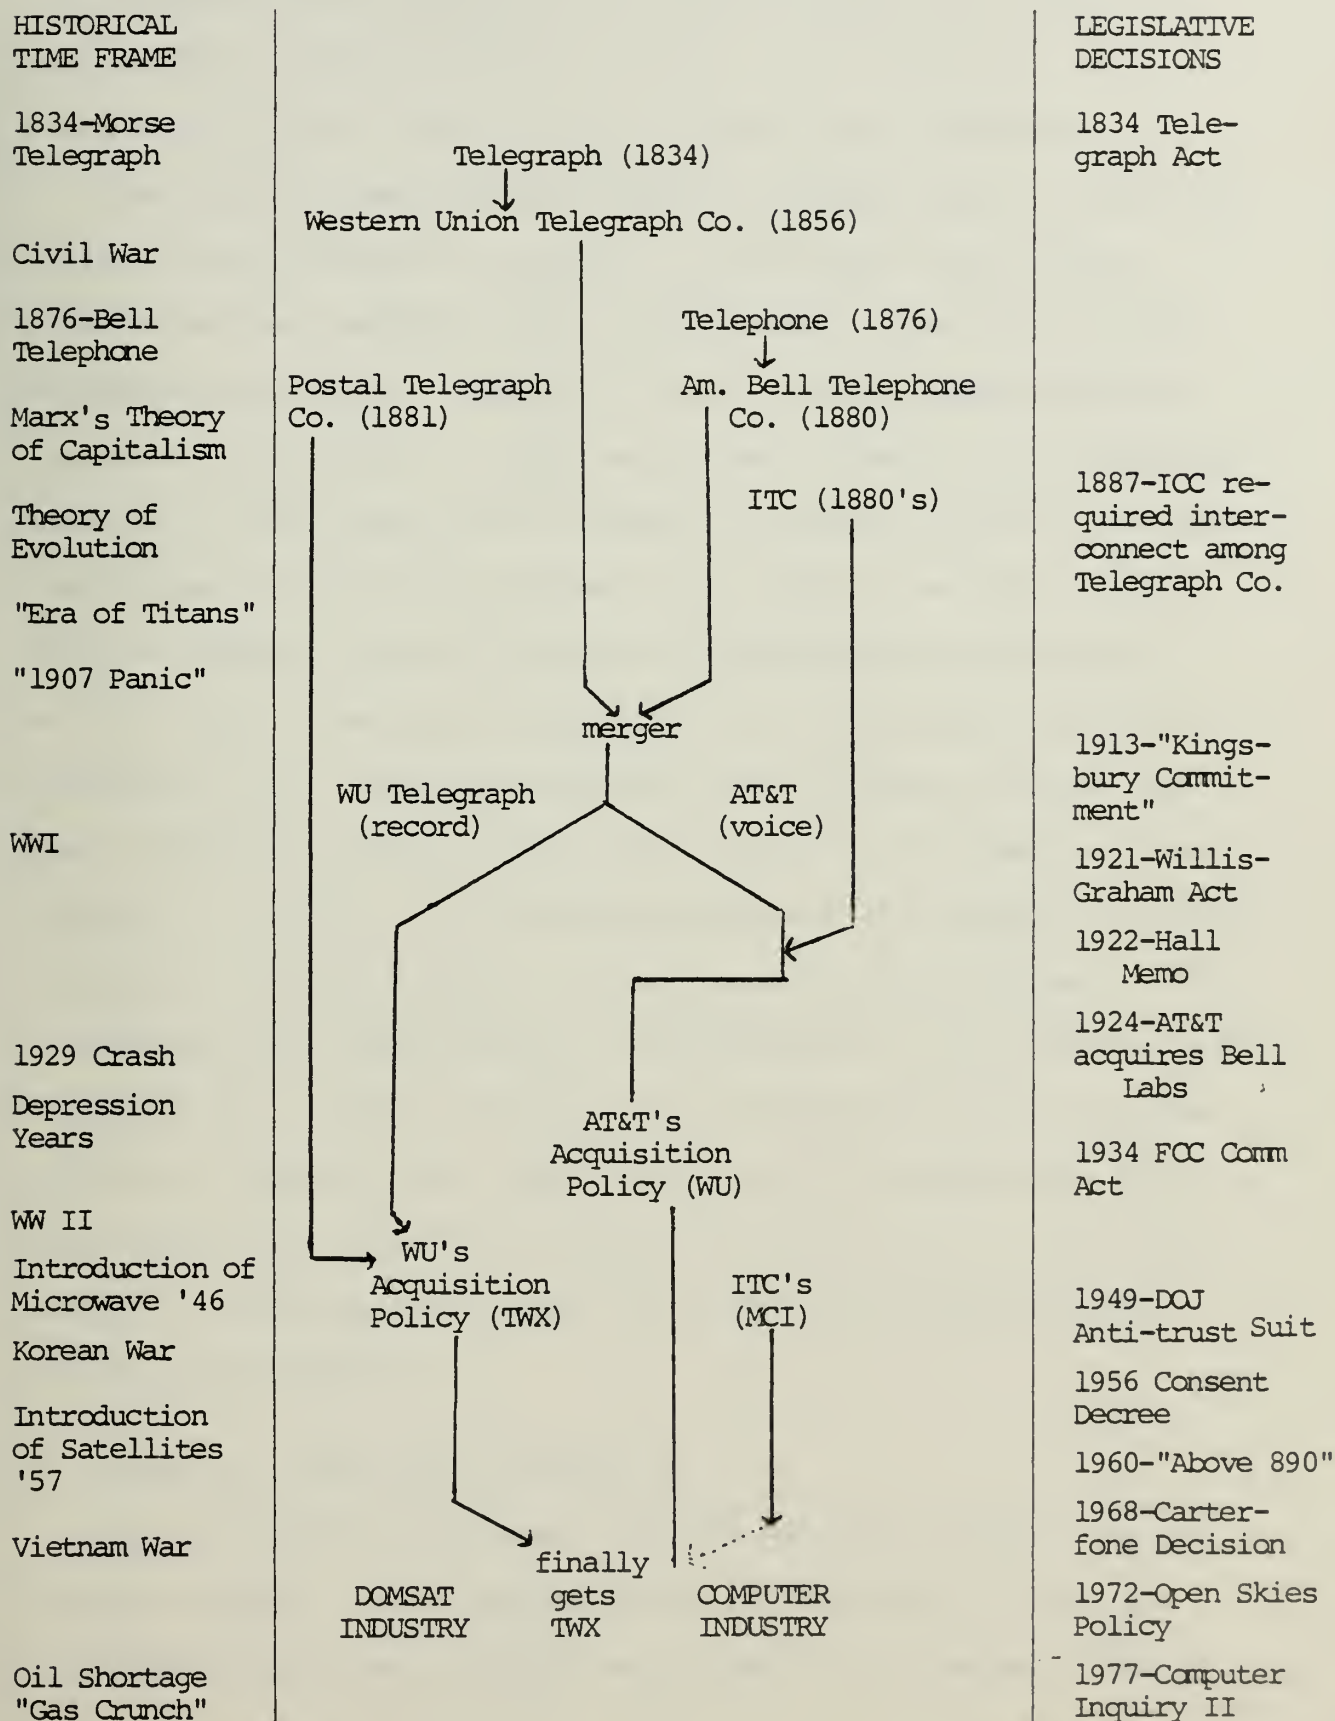 HISTORICAL
TIME FRAME
1834-Morse
Telegraph
Civil War
1876-Bell
Telephone
Marx's Theory
of Capitalism
Theory of
Evolution
"Era of Titans"
"1907 Panic"
WWI
1929 Crash
Depression
Years
WW II
Introduction of
Microwave '46
Korean War
Introduction
of Satellites
'57
Vietnam War
Oil Shortage
"Gas Crunch"
Telegraph (1834)
Western Union Telegraph Co. (1856)
Telephone (1876)
Postal Telegraph
Co. (1881)
Am. Bell Telephone
Co. (1880)
ITC (1880's)
merger
WU Telegraph
(record)
AT&T
(voice)
AT&T's
Acquisition
Policy (WU)
WU's
Acquisition
Policy (TWX)
ITC's
(MCI)
finally
gets
TWX
DOMSAT
INDUSTRY
COMPUTER
INDUSTRY
LEGISLATIVE
DECISIONS
1834 Tele-
graph Act
1887-ICC re-
quired inter-
connect among
Telegraph Co.
1913-"Kings-
bury Commit-
ment"
1921-Willis-
Graham Act
1922-Hall
Memo
1924-AT&T
acquires Bell
Labs
1934 FCC Comm
Act
1949-DOJ
Anti-trust Suit
1956 Consent
Decree
1960-"Above 890"
1968-Carter-
fone Decision
1972-Open Skies
Policy
1977-Computer
Inquiry II